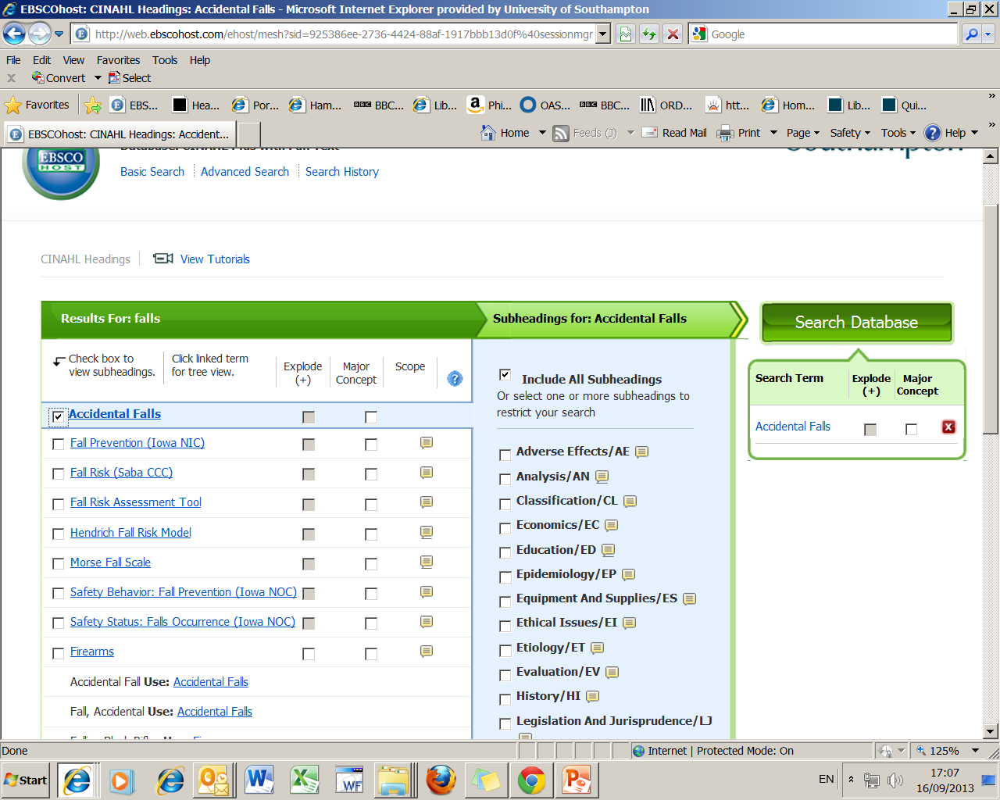 EBSCOhost: CINAHL Headings: Accidental Falls - Microsoft Internet Explorer provided by University of Southampton
http://web.ebscohost.com/ehost/mesh?sid=925386ee-2736-4424-88af-1917bbb13d0f%40sessionmgr
Google
File Edit View Favorites Tools Help
x Convert Select
Favorites EBS... Hea... Por... Ham... BBC BBC... Lib... Phi... OAS... BBC BBC... ORD... htt... Hom... Lib... Qui... »
EBSCOhost: CINAHL Headings: Accident... Home Feeds (J) Read Mail Print Page Safety Tools Help »
Database: CINAHL Plus with Full Text
Southampton
EBSCO
HOST
Basic Search Advanced Search Search History
CINAHL Headings View Tutorials
Results For: falls Subheadings for: Accidental Falls Search Database
Check box to
view subheadings.
Click linked term
for tree view.
Explode
(+)
Major
Concept
Scope
?
Include All Subheadings
Or select one or more subheadings to
restrict your search
Search Term
Explode
(+)
Major
Concept
Accidental Falls
Accidental Falls
Fall Prevention (Iowa NIC)
Fall Risk (Saba CCC)
Fall Risk Assessment Tool
Hendrich Fall Risk Model
Morse Fall Scale
Safety Behavior: Fall Prevention (Iowa NOC)
Safety Status: Falls Occurrence (Iowa NOC)
Firearms
Accidental Fall Use: Accidental Falls
Fall, Accidental Use: Accidental Falls
Adverse Effects/AE
Analysis/AN
Classification/CL
Economics/EC
Education/ED
Epidemiology/EP
Equipment And Supplies/ES
Ethical Issues/EI
Etiology/ET
Evaluation/EV
History/HI
Legislation And Jurisprudence/LJ
Done Internet | Protected Mode: On 125%
Start WF EN 17:07
16/09/2013